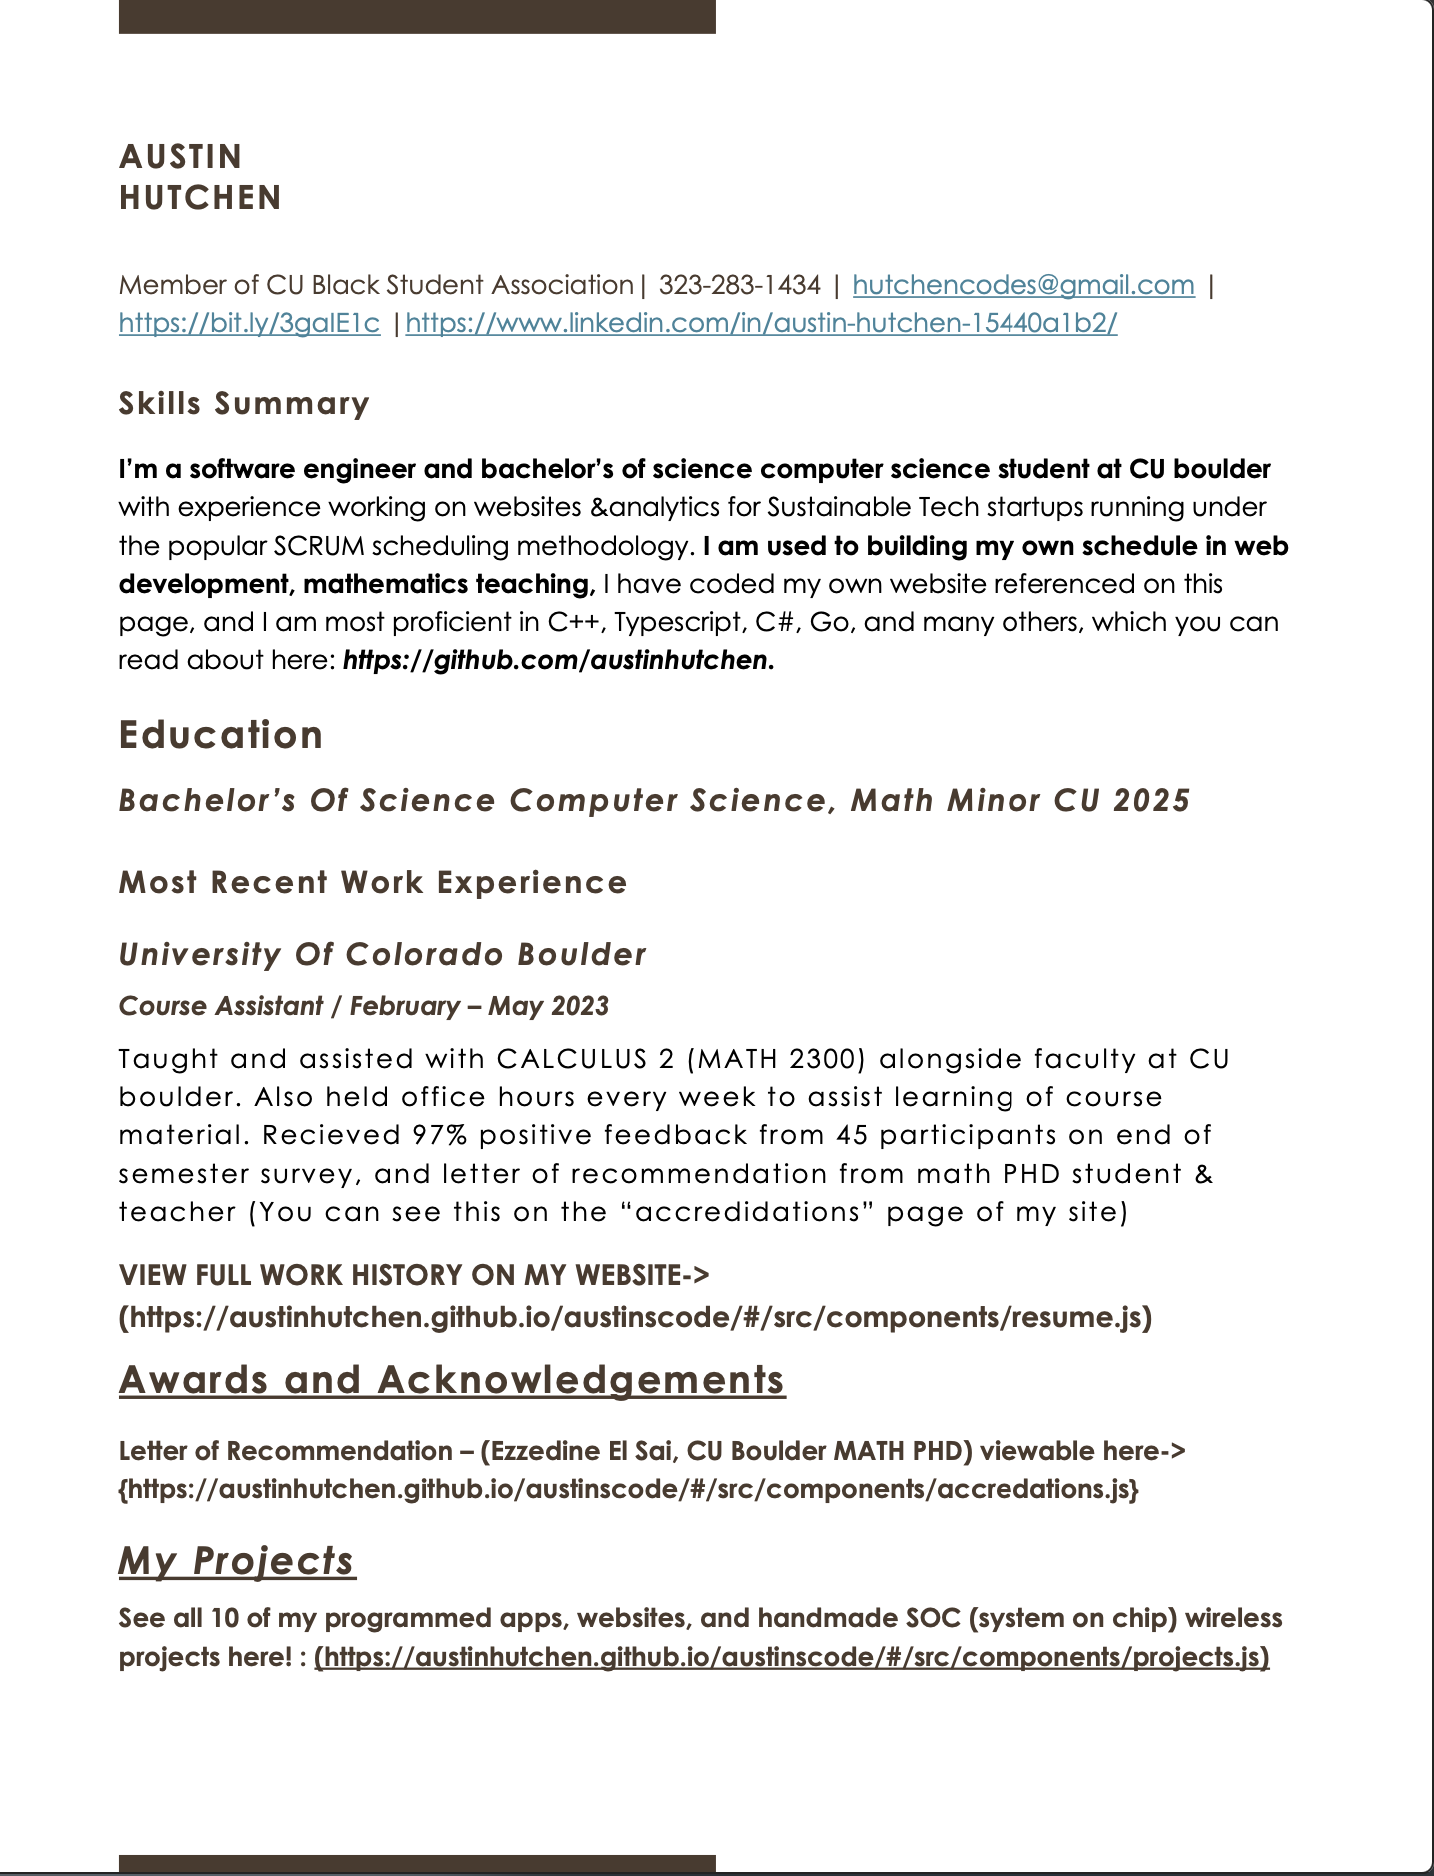 AUSTIN
HUTCHEN
Member of CU Black Student Association| 323-283-1434 | hutchencodes@gmail.com |
https://bit.ly/3gaIE1c |https://www.linkedin.com/in/austin-hutchen-15440a1b2/
Skills Summary
I’m a software engineer and bachelor’s of science computer science student at CU boulder
with experience working on websites &analytics for Sustainable Tech startups running under
the popular SCRUM scheduling methodology. I am used to building my own schedule in web
development, mathematics teaching, I have coded my own website referenced on this
page, and I am most proficient in C++, Typescript, C#, Go, and many others, which you can
read about here: https://github.com/austinhutchen.
Education
Bachelor’s Of Science Computer Science, Math Minor CU 2025
Most Recent Work Experience
University Of Colorado Boulder
Course Assistant / February – May 2023
Taught and assisted with CALCULUS 2 (MATH 2300) alongside faculty at CU
boulder. Also held office hours every week to assist learning of course
material. Recieved 97% positive feedback from 45 participants on end of
semester survey, and letter of recommendation from math PHD student &
teacher (You can see this on the “accredidations” page of my site)
VIEW FULL WORK HISTORY ON MY WEBSITE->
(https://austinhutchen.github.io/austinscode/#/src/components/resume.js)
Awards and Acknowledgements
Letter of Recommendation – (Ezzedine El Sai, CU Boulder MATH PHD) viewable here->
{https://austinhutchen.github.io/austinscode/#/src/components/accredations.js}
My Projects
See all 10 of my programmed apps, websites, and handmade SOC (system on chip) wireless
projects here! : (https://austinhutchen.github.io/austinscode/#/src/components/projects.js)